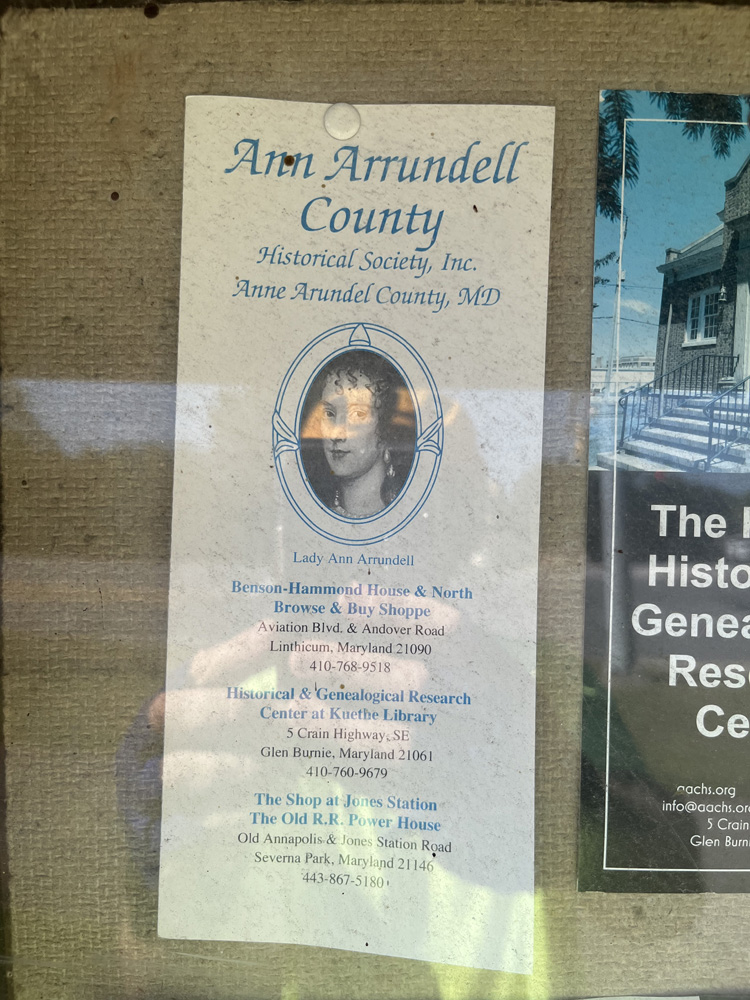 Ann Arrundell
County
Historical Society, Inc.
Anne Arundel County, MD
Lady Ann Arrundell
Benson-Hammond House & North
Browse & Buy Shoppe
Aviation Blvd. & Andover Road
Linthicum, Maryland 21090
410-768-9518
Historical & Genealogical Research
Center at Kuethe Library
5 Crain Highway, SE
Glen Burnie, Maryland 21061
410-760-9679
The Shop at Jones Station
The Old R.R. Power House
Old Annapolis & Jones Station Road
Severna Park, Maryland 21146
443-867-5180
The
Histo
Genea
Rese
Ce
aachs.org
info@aachs.or
5 Crain
Glen Burn